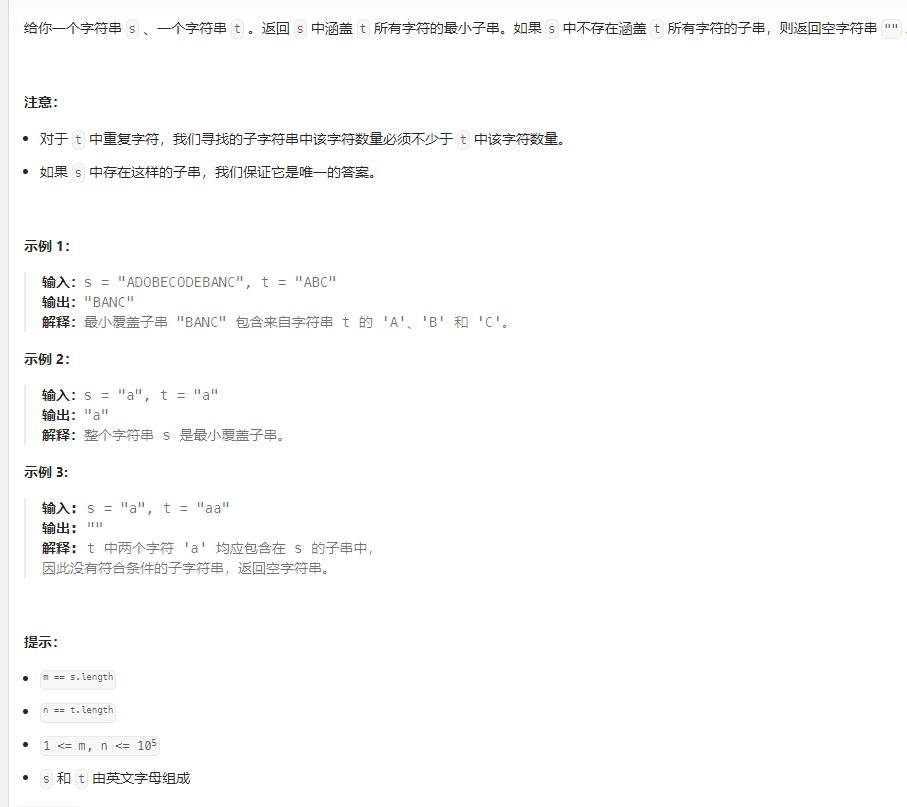 给你一个字符串 s 、一个字符串 t 。返回 s 中涵盖 t 所有字符的最小子串。如果 s 中不存在涵盖 t 所有字符的子串，则返回空字符串 "" 。
注意：
• 对于 t 中重复字符，我们寻找的子字符串中该字符数量必须不少于 t 中该字符数量。
• 如果 s 中存在这样的子串，我们保证它是唯一的答案。
示例 1：
输入：s = "ADOBECODEBANC", t = "ABC"
输出："BANC"
解释：最小覆盖子串 "BANC" 包含来自字符串 t 的 'A'、'B' 和 'C'。
示例 2：
输入：s = "a", t = "a"
输出："a"
解释：整个字符串 s 是最小覆盖子串。
示例 3:
输入: s = "a", t = "aa"
输出: ""
解释: t 中两个字符 'a' 均应包含在 s 的子串中，
因此没有符合条件的子字符串，返回空字符串。
提示：
• m == s.length
• n == t.length
• 1 <= m, n <= 10⁵
• s 和 t 由英文字母组成